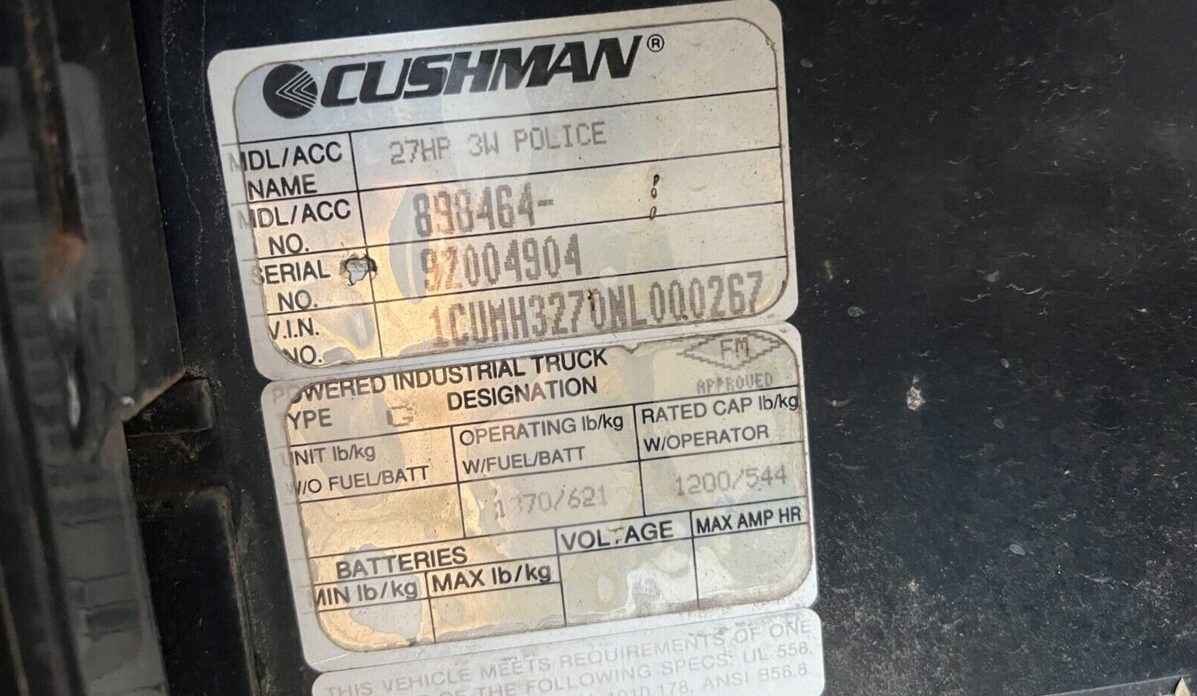 CUSHMAN®
MDL/ACC NAME 27HP 3W POLICE
MDL/ACC NO. 898464-
SERIAL NO. 92004904
V.I.N. NO. 1CUMH3270NL000267
POWERED INDUSTRIAL TRUCK DESIGNATION
FM APPROVED
TYPE G
UNIT lb/kg W/O FUEL/BATT
OPERATING lb/kg W/FUEL/BATT 1370/621
RATED CAP lb/kg W/OPERATOR 1200/544
BATTERIES
MIN lb/kg MAX lb/kg
VOLTAGE
MAX AMP HR
THIS VEHICLE MEETS REQUIREMENTS OF ONE
OF THE FOLLOWING SPECS: UL 558,
178, ANSI B56.8,